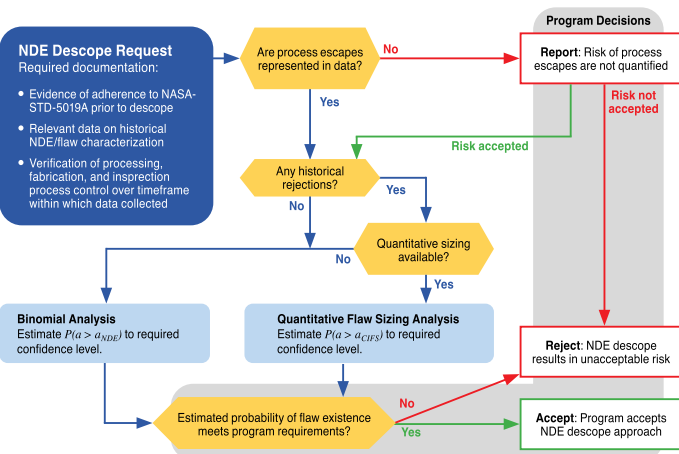 Program Decisions
NDE Descope Request
Required documentation:
• Evidence of adherence to NASA-
STD-5019A prior to descope
• Relevant data on historical
NDE/flaw characterization
• Verification of processing,
fabrication, and insprection
process control over timeframe
within which data collected
Are process escapes
represented in data?
No
Yes
Report: Risk of process
escapes are not quantified
Risk not
accepted
Risk accepted
Any historical
rejections?
Yes
No
Quantitative sizing
available?
No
Yes
Binomial Analysis
Estimate P(a > aNDE) to required
confidence level.
Quantitative Flaw Sizing Analysis
Estimate P(a > aCIFS) to required
confidence level.
Reject: NDE descope
results in unacceptable risk
Estimated probability of flaw existence
meets program requirements?
No
Yes
Accept: Program accepts
NDE descope approach